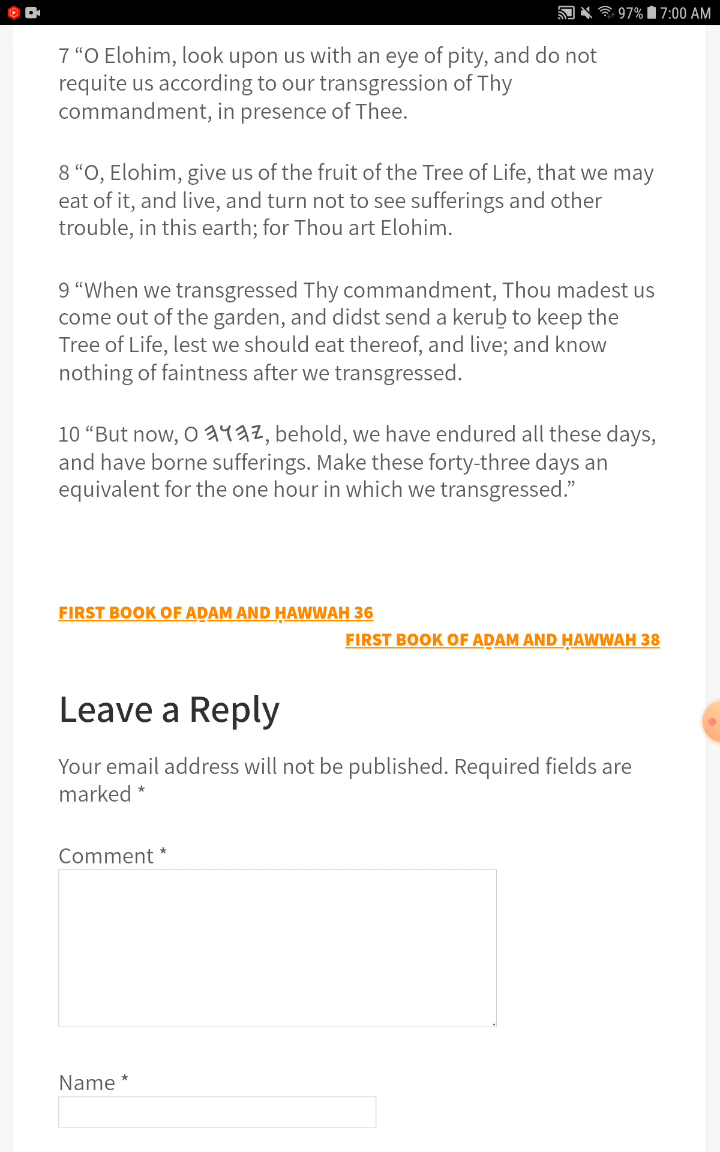 97% 7:00 AM
7 “O Elohim, look upon us with an eye of pity, and do not
requite us according to our transgression of Thy
commandment, in presence of Thee.
8 “O, Elohim, give us of the fruit of the Tree of Life, that we may
eat of it, and live, and turn not to see sufferings and other
trouble, in this earth; for Thou art Elohim.
9 “When we transgressed Thy commandment, Thou madest us
come out of the garden, and didst send a keruḇ to keep the
Tree of Life, lest we should eat thereof, and live; and know
nothing of faintness after we transgressed.
10 “But now, O 𐤉𐤄𐤅𐤄, behold, we have endured all these days,
and have borne sufferings. Make these forty-three days an
equivalent for the one hour in which we transgressed.”
FIRST BOOK OF AḎAM AND ḤAWWAH 36
FIRST BOOK OF AḎAM AND ḤAWWAH 38
Leave a Reply
Your email address will not be published. Required fields are
marked *
Comment *
Name *